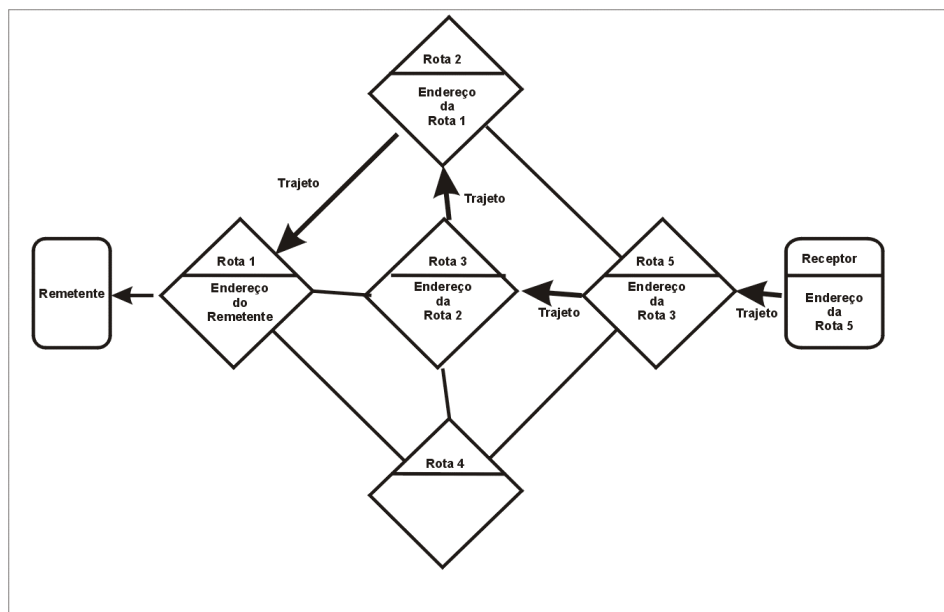 Rota 2
Endereço
da
Rota 1
Trajeto
Trajeto
Remetente
Rota 1
Endereço
do
Remetente
Rota 3
Endereço
da
Rota 2
Trajeto
Rota 5
Endereço
da
Rota 3
Trajeto
Receptor
Endereço
da
Rota 5
Rota 4